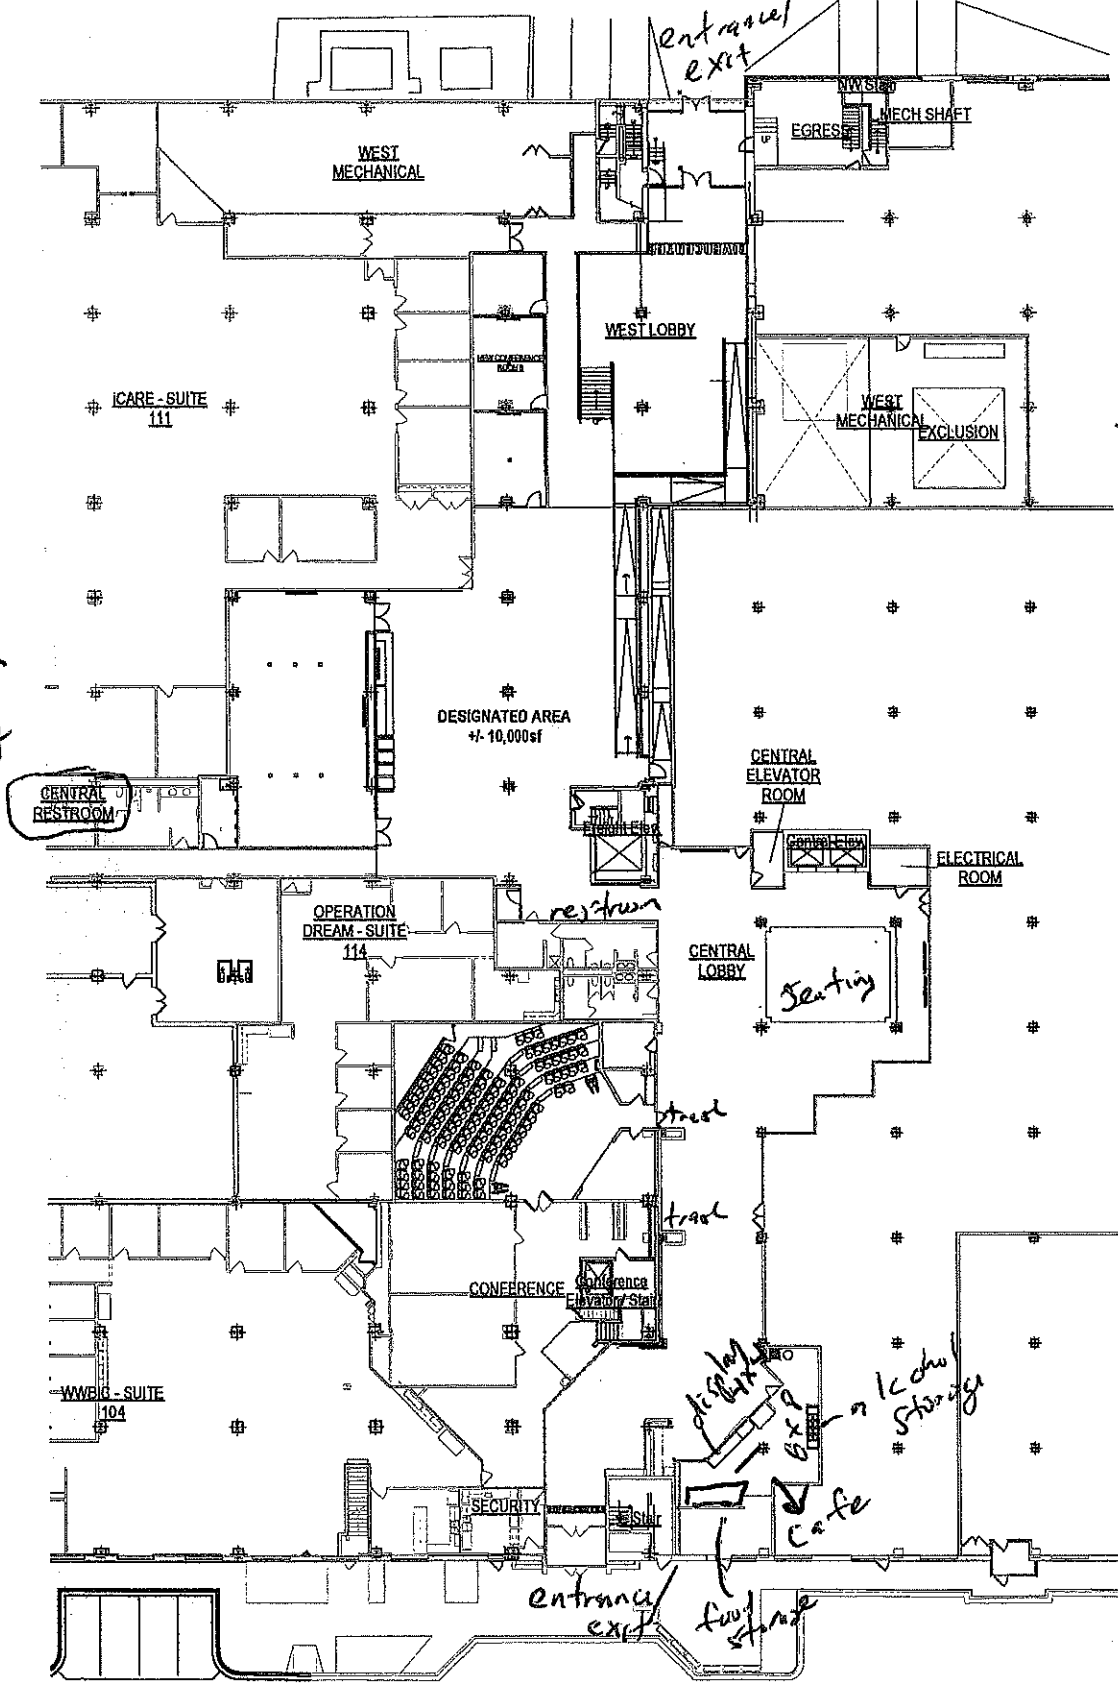 entrance/
exit
NW Stair
MECH SHAFT
EGRESS
WEST
MECHANICAL
WEST LOBBY
NEW CONFERENCE
ROOMS
iCARE - SUITE
111
WEST
MECHANICAL
EXCLUSION
DESIGNATED AREA
+/- 10,000sf
CENTRAL
ELEVATOR
ROOM
CENTRAL
RESTROOM
Freight Elev.
Central Elev.
ELECTRICAL
ROOM
restroom
OPERATION
DREAM - SUITE
114
CENTRAL
LOBBY
Seating
trash
trash
CONFERENCE
Conference
Elevator/ Stair
display
WWBIC - SUITE
104
alcohol
storage
SECURITY
Stair
cafe
entrance
exit
food
storage